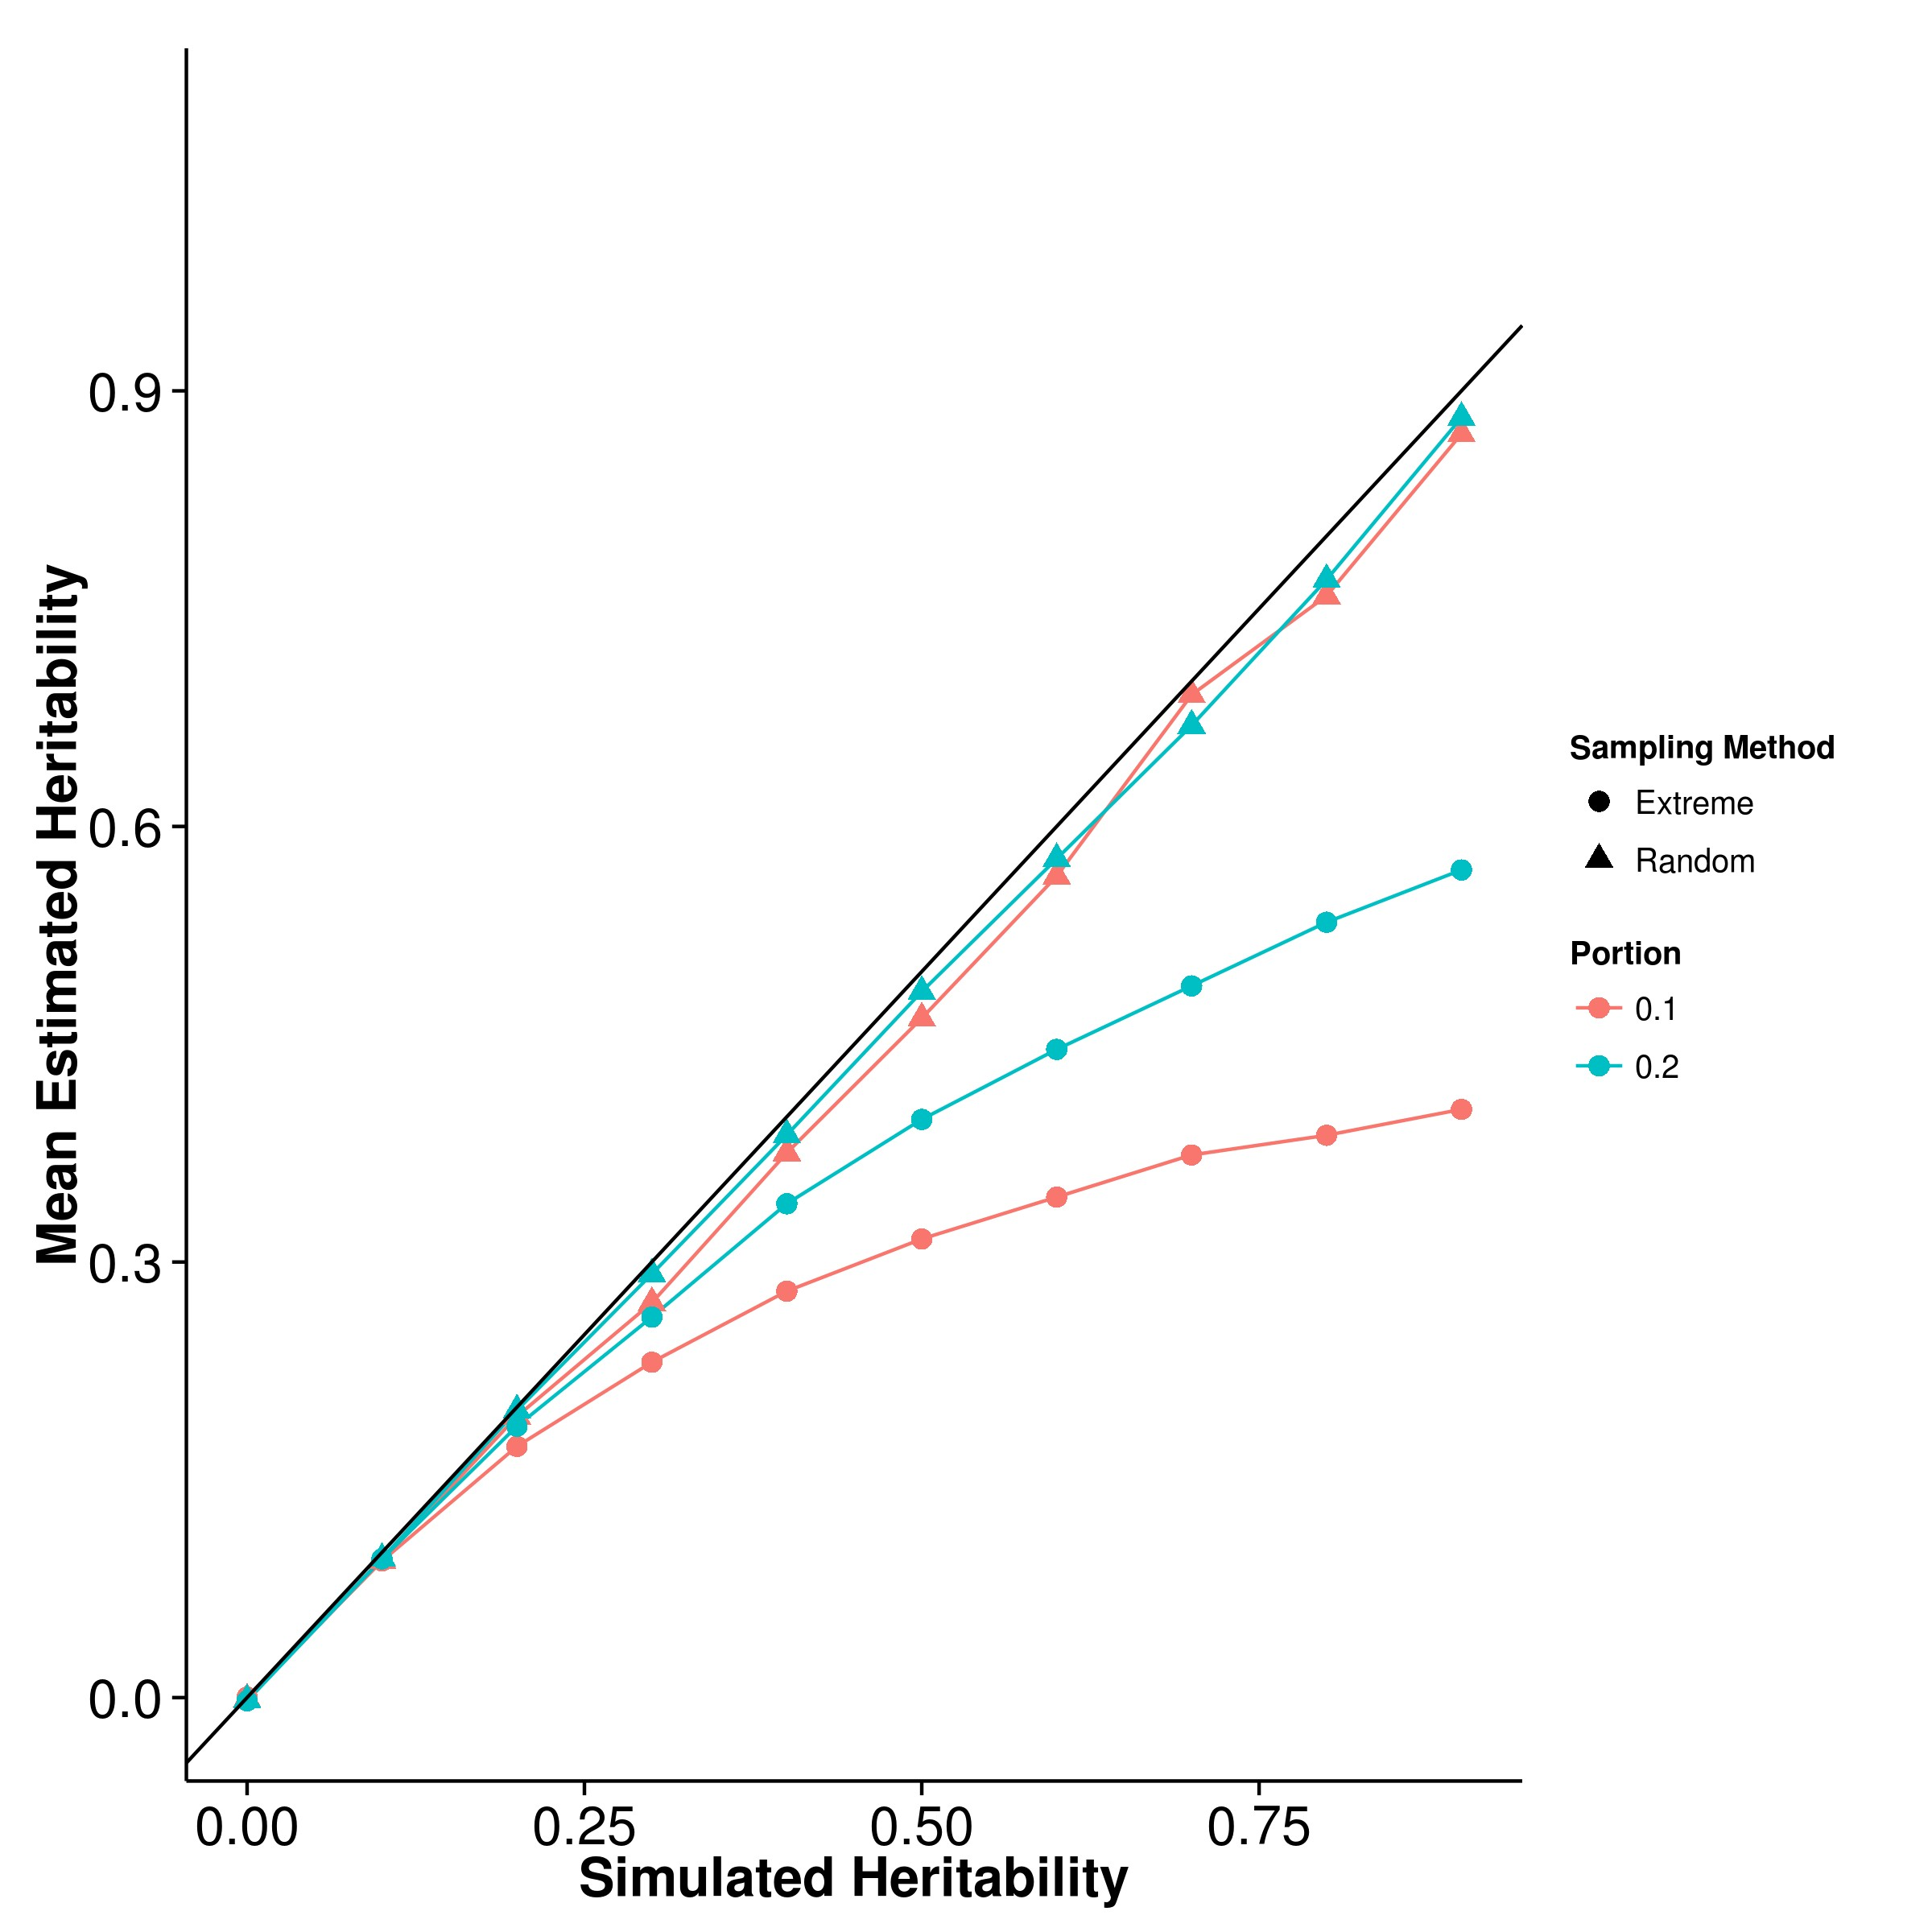 Mean Estimated Heritability
0.9
0.6
0.3
0.0
0.00 0.25 0.50 0.75
Simulated Heritability
Sampling Method
Extreme
Random
Portion
0.1
0.2